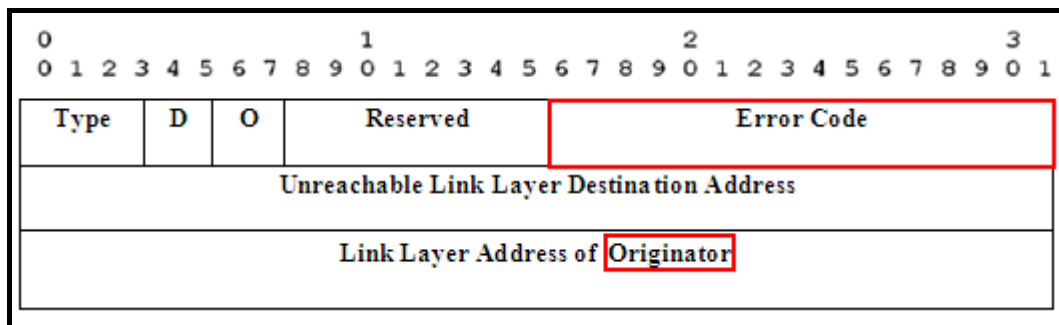 0 1 2 3
0 1 2 3 4 5 6 7 8 9 0 1 2 3 4 5 6 7 8 9 0 1 2 3 4 5 6 7 8 9 0 1
Type D O Reserved Error Code
Unreachable Link Layer Destination Address
Link Layer Address of Originator